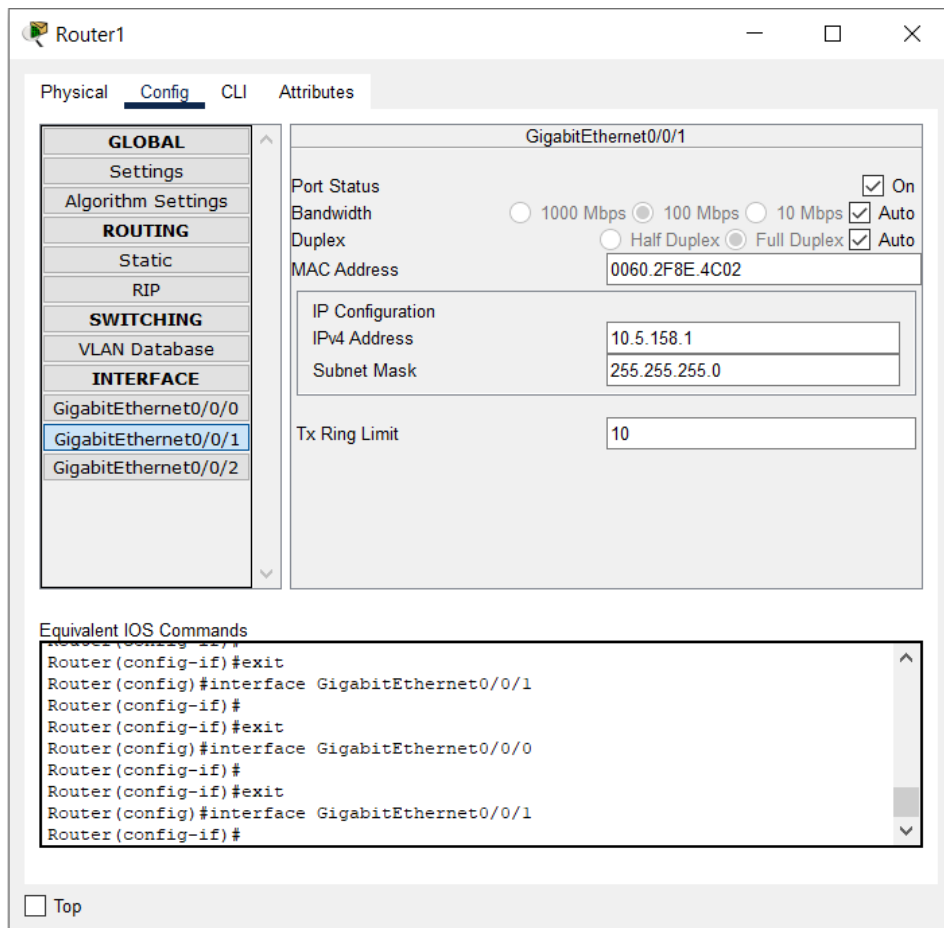 Router1
Physical Config CLI Attributes
GLOBAL
Settings
Algorithm Settings
ROUTING
Static
RIP
SWITCHING
VLAN Database
INTERFACE
GigabitEthernet0/0/0
GigabitEthernet0/0/1
GigabitEthernet0/0/2
GigabitEthernet0/0/1
Port Status On
Bandwidth 1000 Mbps 100 Mbps 10 Mbps Auto
Duplex Half Duplex Full Duplex Auto
MAC Address 0060.2F8E.4C02
IP Configuration
IPv4 Address 10.5.158.1
Subnet Mask 255.255.255.0
Tx Ring Limit 10
Equivalent IOS Commands
Router(config-if)#
Router(config-if)#exit
Router(config)#interface GigabitEthernet0/0/1
Router(config-if)#
Router(config-if)#exit
Router(config)#interface GigabitEthernet0/0/0
Router(config-if)#
Router(config-if)#exit
Router(config)#interface GigabitEthernet0/0/1
Router(config-if)#
Top